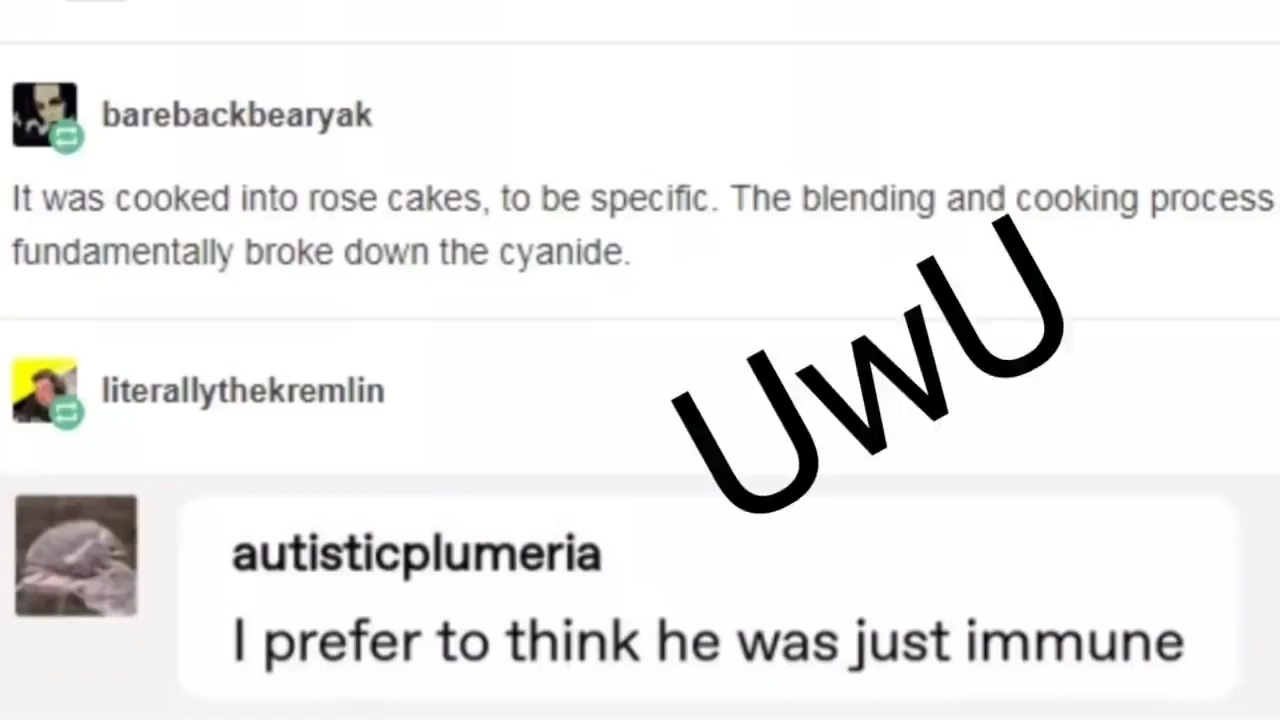 barebackbearyak
It was cooked into rose cakes, to be specific. The blending and cooking process
fundamentally broke down the cyanide.
UwU
literallythekremlin
autisticplumeria
I prefer to think he was just immune